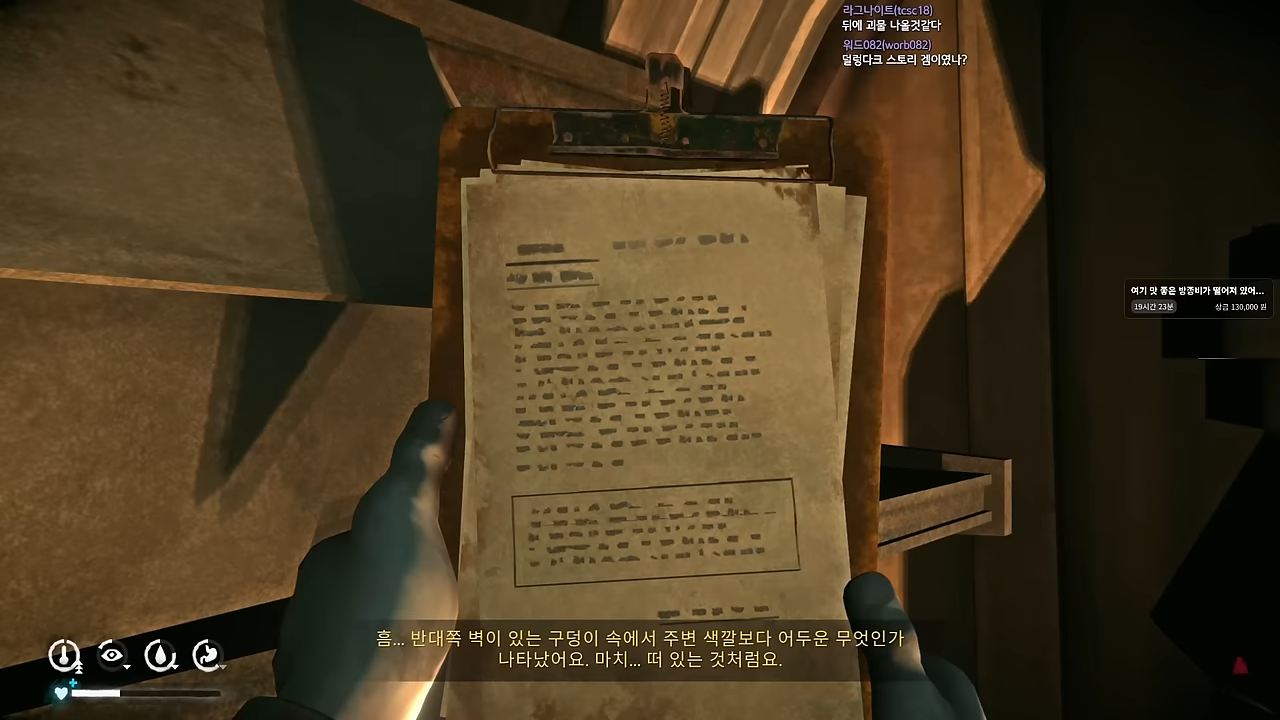 라그나이트(tcsc18)
뒤에 괴물 나올것같다
워드082(worb082)
덜렁다크 스토리 겜이였나?
여기 맛 좋은 방종비가 떨어져 있어...
19시간 23분
상금 130,000 원
흠... 반대쪽 벽이 있는 구덩이 속에서 주변 색깔보다 어두운 무엇인가
나타났어요. 마치... 떠 있는 것처럼요.